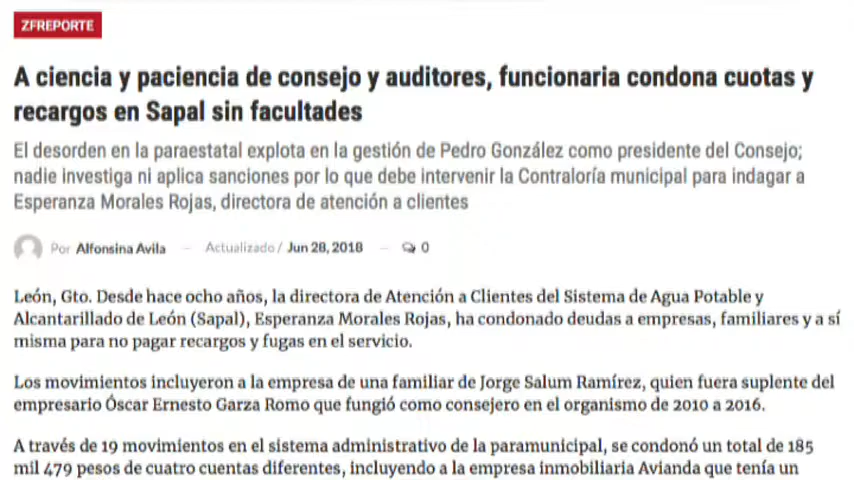 ZFREPORTE
A ciencia y paciencia de consejo y auditores, funcionaria condona cuotas y
recargos en Sapal sin facultades
El desorden en la paraestatal explota en la gestión de Pedro González como presidente del Consejo;
nadie investiga ni aplica sanciones por lo que debe intervenir la Contraloría municipal para indagar a
Esperanza Morales Rojas, directora de atención a clientes
Por Alfonsina Avila — Actualizado / Jun 28, 2018 — 0
León, Gto. Desde hace ocho años, la directora de Atención a Clientes del Sistema de Agua Potable y
Alcantarillado de León (Sapal), Esperanza Morales Rojas, ha condonado deudas a empresas, familiares y a sí
misma para no pagar recargos y fugas en el servicio.
Los movimientos incluyeron a la empresa de una familiar de Jorge Salum Ramírez, quien fuera suplente del
empresario Óscar Ernesto Garza Romo que fungió como consejero en el organismo de 2010 a 2016.
A través de 19 movimientos en el sistema administrativo de la paramunicipal, se condonó un total de 185
mil 479 pesos de cuatro cuentas diferentes, incluyendo a la empresa inmobiliaria Avianda que tenía un